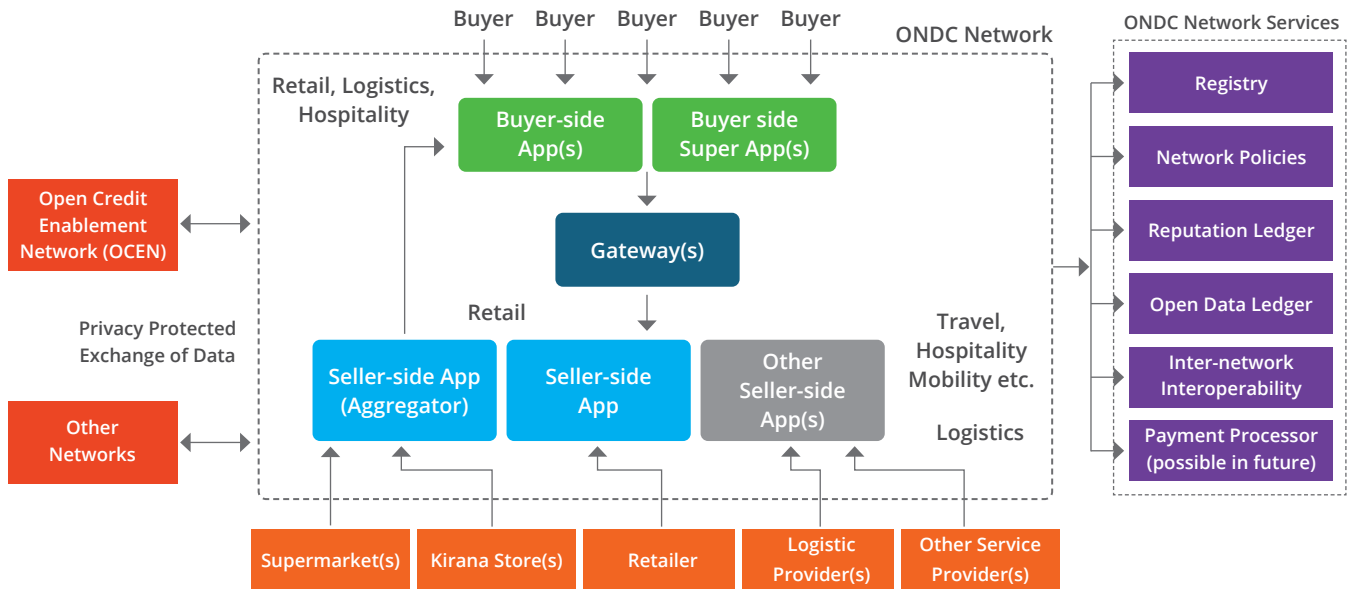 Buyer Buyer Buyer Buyer Buyer
ONDC Network
ONDC Network Services
Retail, Logistics,
Hospitality
Buyer-side
App(s)
Buyer side
Super App(s)
Gateway(s)
Open Credit
Enablement
Network (OCEN)
Privacy Protected
Exchange of Data
Other
Networks
Retail
Travel,
Hospitality
Mobility etc.
Logistics
Seller-side App
(Aggregator)
Seller-side
App
Other
Seller-side
App(s)
Supermarket(s)
Kirana Store(s)
Retailer
Logistic
Provider(s)
Other Service
Provider(s)
Registry
Network Policies
Reputation Ledger
Open Data Ledger
Inter-network
Interoperability
Payment Processor
(possible in future)